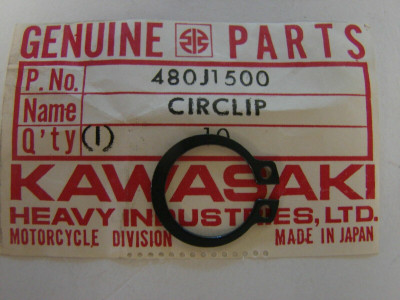 GENUINE PARTS
P.No. 480J1500
Name CIRCLIP
Q'ty (1) 10
KAWASAKI
HEAVY INDUSTRIES, LTD.
MOTORCYCLE DIVISION MADE IN JAPAN